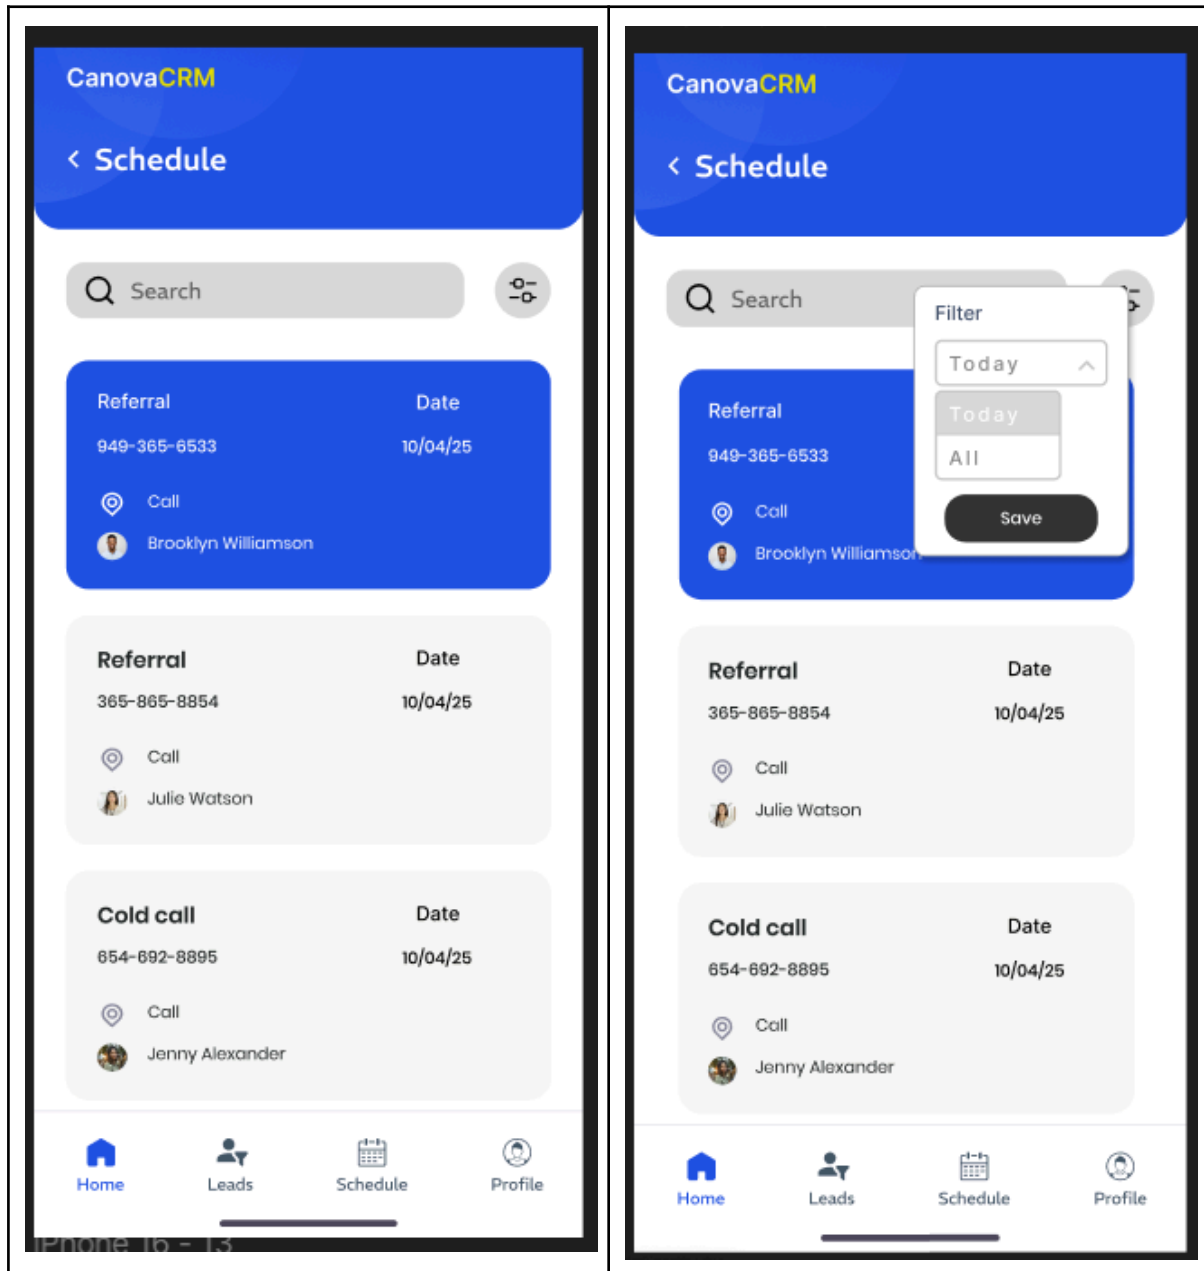 CanovaCRM
Schedule
Search
Referral Date
949-365-6533 10/04/25
Call
Brooklyn Williamson
Referral Date
365-865-8854 10/04/25
Call
Julie Watson
Cold call Date
654-692-8895 10/04/25
Call
Jenny Alexander
Home Leads Schedule Profile
iPhone 16 - 13
CanovaCRM
Schedule
Search
Filter
Today
Today
All
Save
Referral
949-365-6533
Call
Brooklyn Williamson
Referral Date
365-865-8854 10/04/25
Call
Julie Watson
Cold call Date
654-692-8895 10/04/25
Call
Jenny Alexander
Home Leads Schedule Profile